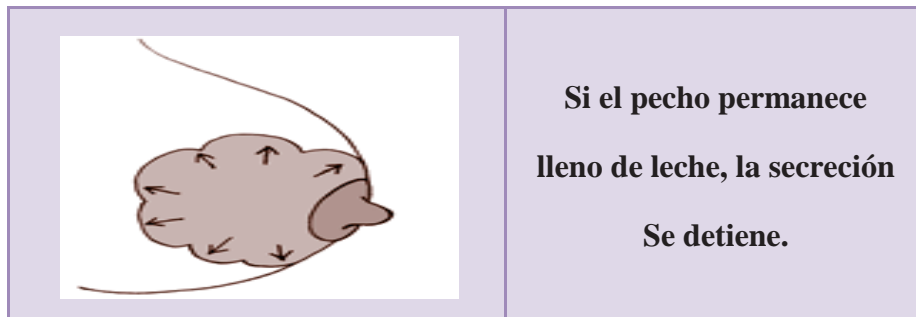 Si el pecho permanece
lleno de leche, la secreción
Se detiene.